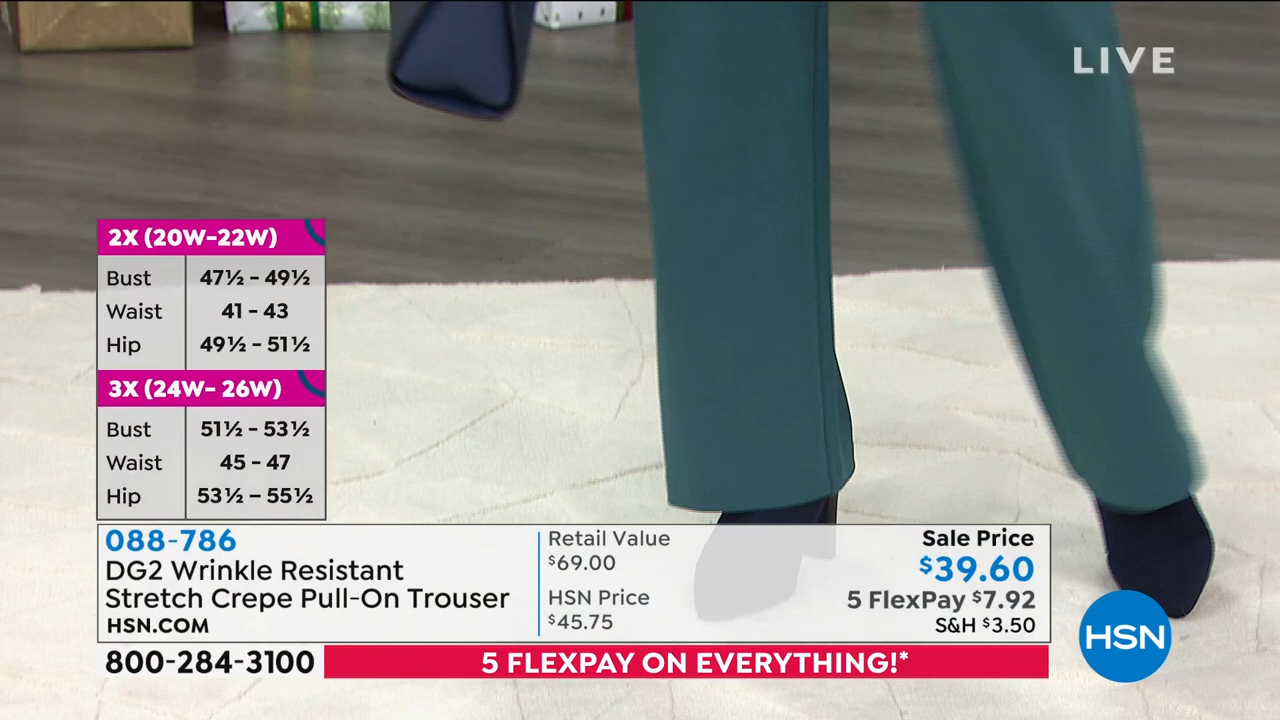 LIVE
2X (20W-22W)
Bust 47½ - 49½
Waist 41 - 43
Hip 49½ - 51½
3X (24W- 26W)
Bust 51½ - 53½
Waist 45 - 47
Hip 53½ - 55½
088-786
DG2 Wrinkle Resistant
Stretch Crepe Pull-On Trouser
HSN.COM
Retail Value
$69.00
HSN Price
$45.75
Sale Price
$39.60
5 FlexPay $7.92
S&H $3.50
HSN
800-284-3100
5 FLEXPAY ON EVERYTHING!*